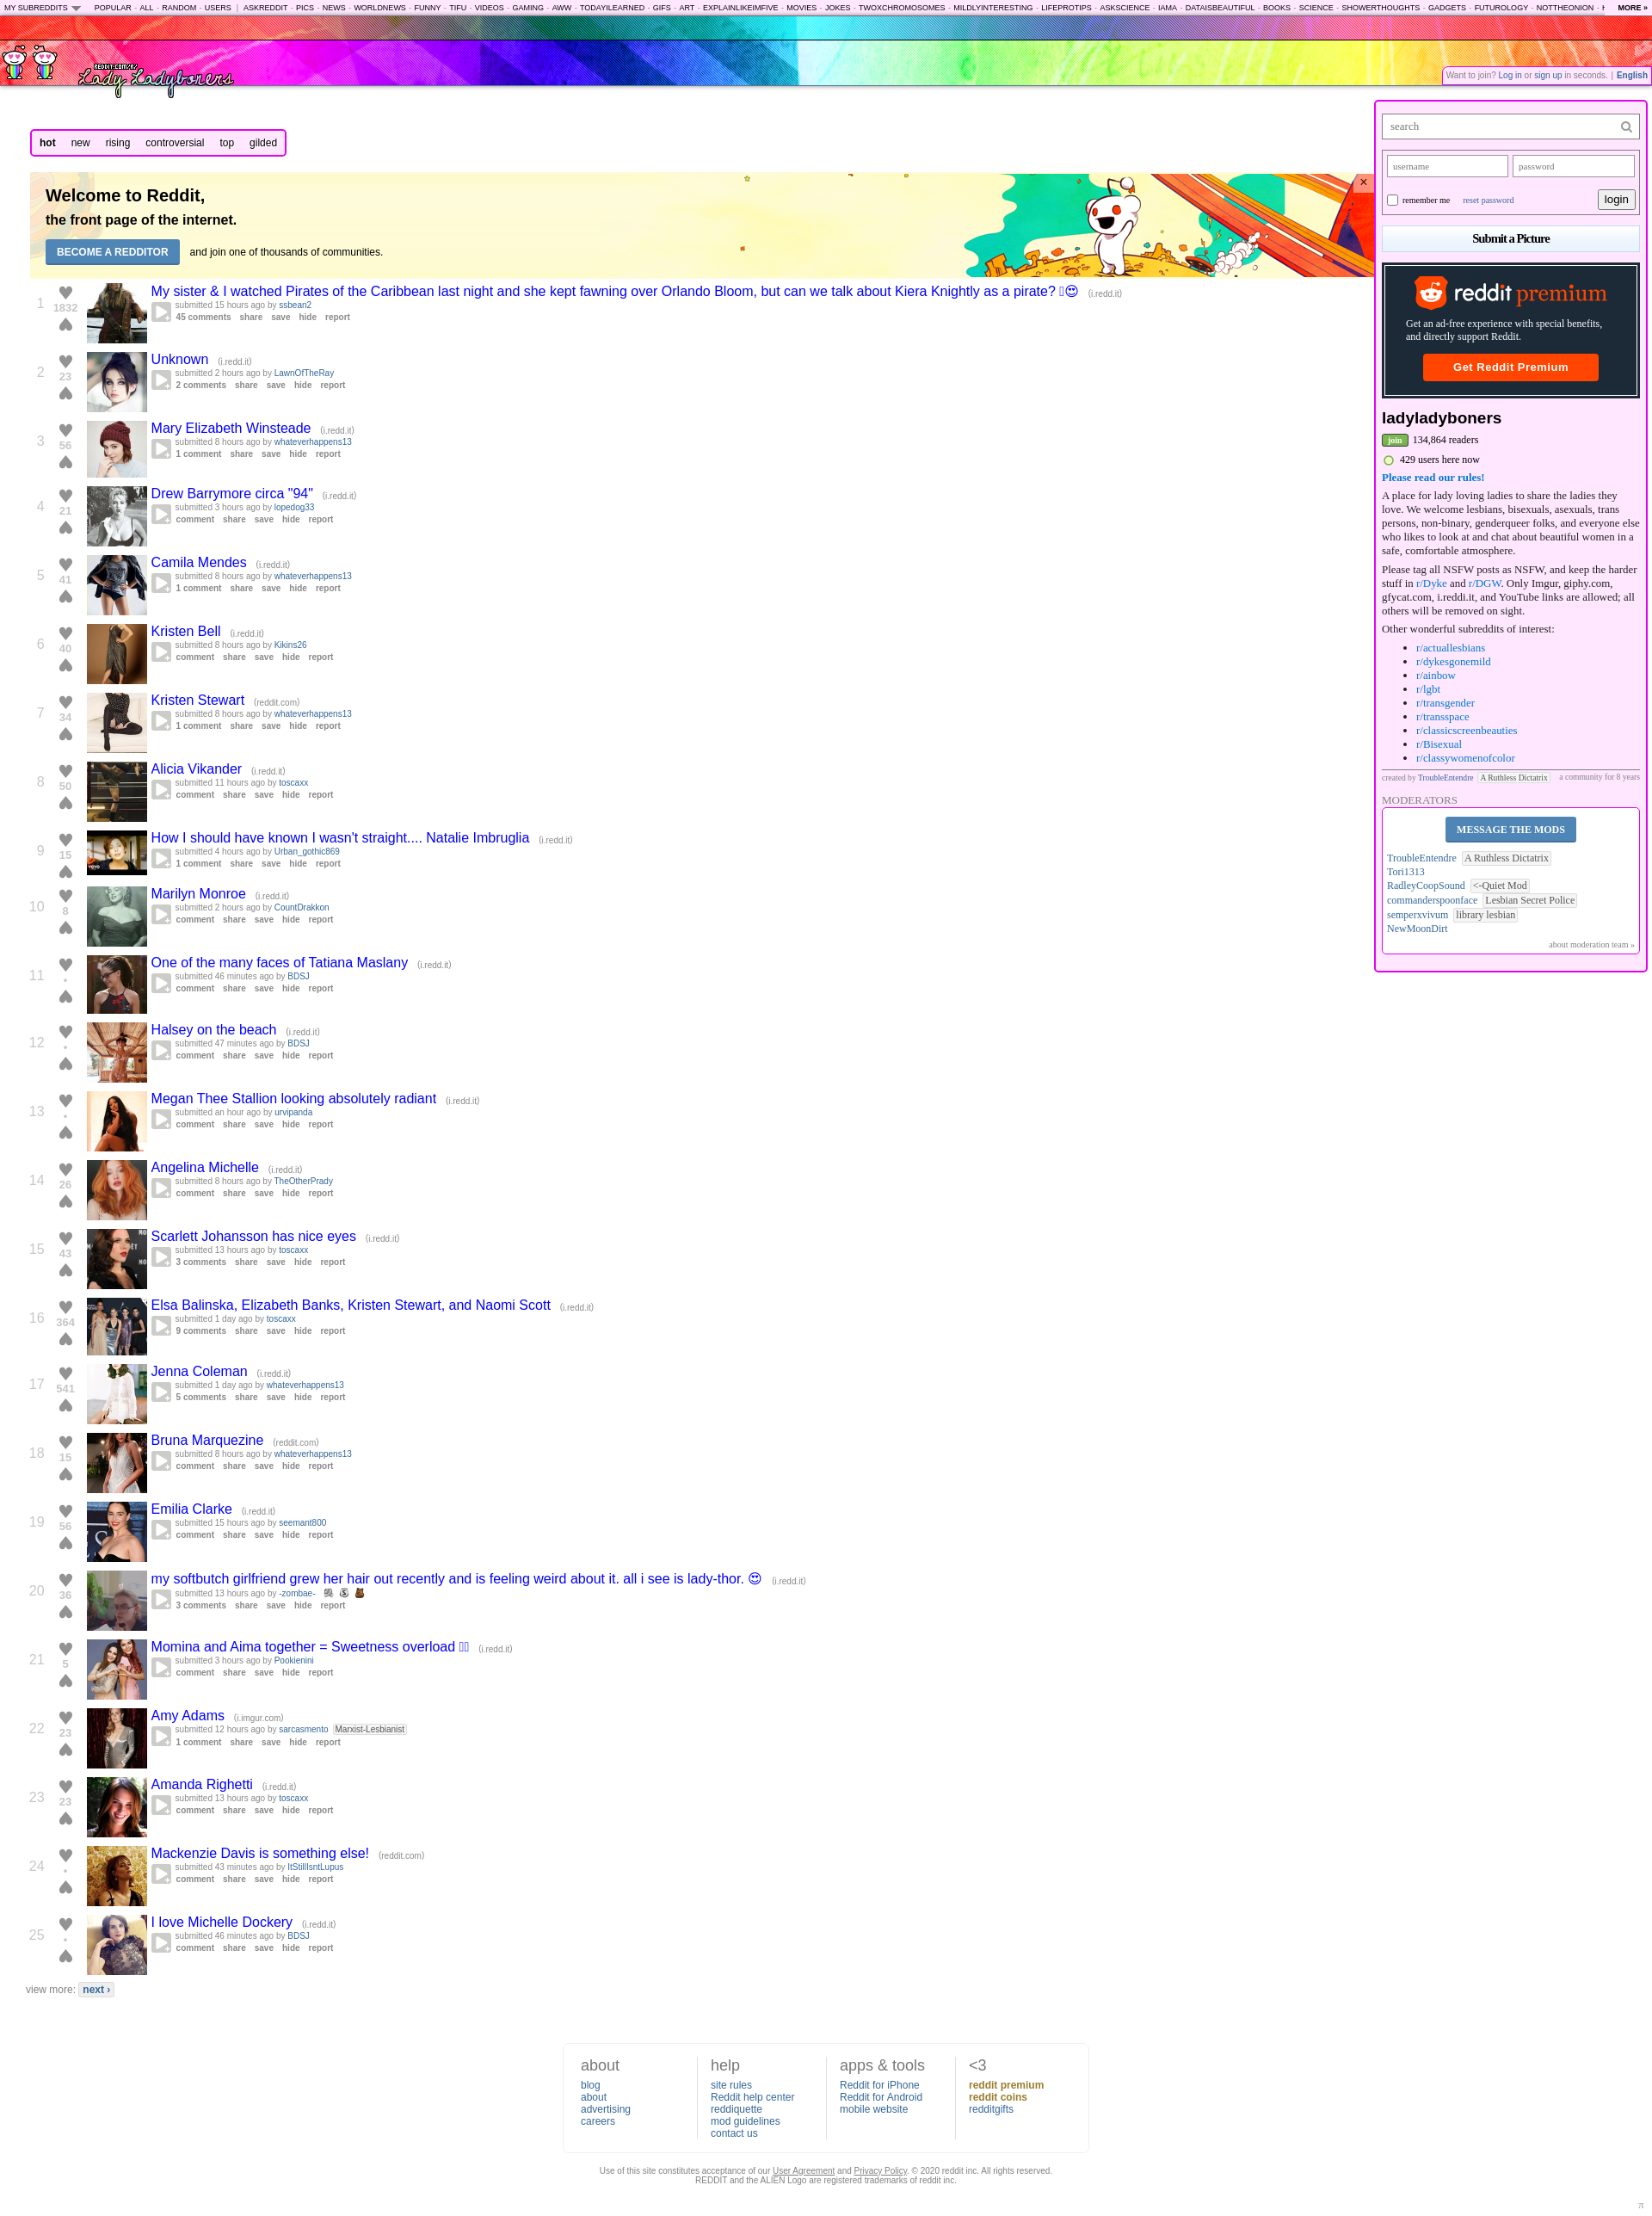 MY SUBREDDITS POPULAR - ALL - RANDOM - USERS | ASKREDDIT - PICS - NEWS - WORLDNEWS - FUNNY - TIFU - VIDEOS - GAMING - AWW - TODAYILEARNED - GIFS - ART - EXPLAINLIKEIMFIVE - MOVIES - JOKES - TWOXCHROMOSOMES - MILDLYINTERESTING - LIFEPROTIPS - ASKSCIENCE - IAMA - DATAISBEAUTIFUL - BOOKS - SCIENCE - SHOWERTHOUGHTS - GADGETS - FUTUROLOGY - NOTTHEONION - MORE »
REDDIT.COM/R/
Lady Ladyboners
Want to join? Log in or sign up in seconds. | English
hot new rising controversial top gilded
Welcome to Reddit,
the front page of the internet.
BECOME A REDDITOR and join one of thousands of communities.
×
1
1832
My sister & I watched Pirates of the Caribbean last night and she kept fawning over Orlando Bloom, but can we talk about Kiera Knightly as a pirate? 😍 (i.redd.it)
submitted 15 hours ago by ssbean2
45 comments share save hide report
2
23
Unknown (i.redd.it)
submitted 2 hours ago by LawnOfTheRay
2 comments share save hide report
3
56
Mary Elizabeth Winsteade (i.redd.it)
submitted 8 hours ago by whateverhappens13
1 comment share save hide report
4
21
Drew Barrymore circa "94" (i.redd.it)
submitted 3 hours ago by lopedog33
comment share save hide report
5
41
Camila Mendes (i.redd.it)
submitted 8 hours ago by whateverhappens13
1 comment share save hide report
6
40
Kristen Bell (i.redd.it)
submitted 8 hours ago by Kikins26
comment share save hide report
7
34
Kristen Stewart (reddit.com)
submitted 8 hours ago by whateverhappens13
1 comment share save hide report
8
50
Alicia Vikander (i.redd.it)
submitted 11 hours ago by toscaxx
comment share save hide report
9
15
How I should have known I wasn't straight.... Natalie Imbruglia (i.redd.it)
submitted 4 hours ago by Urban_gothic869
1 comment share save hide report
10
8
Marilyn Monroe (i.redd.it)
submitted 2 hours ago by CountDrakkon
comment share save hide report
11
•
One of the many faces of Tatiana Maslany (i.redd.it)
submitted 46 minutes ago by BDSJ
comment share save hide report
12
•
Halsey on the beach (i.redd.it)
submitted 47 minutes ago by BDSJ
comment share save hide report
13
•
Megan Thee Stallion looking absolutely radiant (i.redd.it)
submitted an hour ago by urvipanda
comment share save hide report
14
26
Angelina Michelle (i.redd.it)
submitted 8 hours ago by TheOtherPrady
comment share save hide report
15
43
Scarlett Johansson has nice eyes (i.redd.it)
submitted 13 hours ago by toscaxx
3 comments share save hide report
16
364
Elsa Balinska, Elizabeth Banks, Kristen Stewart, and Naomi Scott (i.redd.it)
submitted 1 day ago by toscaxx
9 comments share save hide report
17
541
Jenna Coleman (i.redd.it)
submitted 1 day ago by whateverhappens13
5 comments share save hide report
18
15
Bruna Marquezine (reddit.com)
submitted 8 hours ago by whateverhappens13
comment share save hide report
19
56
Emilia Clarke (i.redd.it)
submitted 15 hours ago by seemant800
comment share save hide report
20
36
my softbutch girlfriend grew her hair out recently and is feeling weird about it. all i see is lady-thor. 😍 (i.redd.it)
submitted 13 hours ago by -zombae-
3 comments share save hide report
21
5
Momina and Aima together = Sweetness overload (i.redd.it)
submitted 3 hours ago by Pookienini
comment share save hide report
22
23
Amy Adams (i.imgur.com)
submitted 12 hours ago by sarcasmento Marxist-Lesbianist
1 comment share save hide report
23
23
Amanda Righetti (i.redd.it)
submitted 13 hours ago by toscaxx
comment share save hide report
24
•
Mackenzie Davis is something else! (reddit.com)
submitted 43 minutes ago by ItStillIsntLupus
comment share save hide report
25
•
I love Michelle Dockery (i.redd.it)
submitted 46 minutes ago by BDSJ
comment share save hide report
view more: next ›
search
username password
remember me reset password login
Submit a Picture
reddit premium
Get an ad-free experience with special benefits,
and directly support Reddit.
Get Reddit Premium
ladyladyboners
join 134,864 readers
429 users here now
Please read our rules!
A place for lady loving ladies to share the ladies they
love. We welcome lesbians, bisexuals, asexuals, trans
persons, non-binary, genderqueer folks, and everyone else
who likes to look at and chat about beautiful women in a
safe, comfortable atmosphere.
Please tag all NSFW posts as NSFW, and keep the harder
stuff in r/Dyke and r/DGW. Only Imgur, giphy.com,
gfycat.com, i.reddi.it, and YouTube links are allowed; all
others will be removed on sight.
Other wonderful subreddits of interest:
• r/actuallesbians
• r/dykesgonemild
• r/ainbow
• r/lgbt
• r/transgender
• r/transspace
• r/classicscreenbeauties
• r/Bisexual
• r/classywomenofcolor
created by TroubleEntendre A Ruthless Dictatrix a community for 8 years
MODERATORS
MESSAGE THE MODS
TroubleEntendre A Ruthless Dictatrix
Tori1313
RadleyCoopSound <-Quiet Mod
commanderspoonface Lesbian Secret Police
semperxvivum library lesbian
NewMoonDirt
about moderation team »
about
blog
about
advertising
careers
help
site rules
Reddit help center
reddiquette
mod guidelines
contact us
apps & tools
Reddit for iPhone
Reddit for Android
mobile website
<3
reddit premium
reddit coins
redditgifts
Use of this site constitutes acceptance of our User Agreement and Privacy Policy. © 2020 reddit inc. All rights reserved.
REDDIT and the ALIEN Logo are registered trademarks of reddit inc.
π